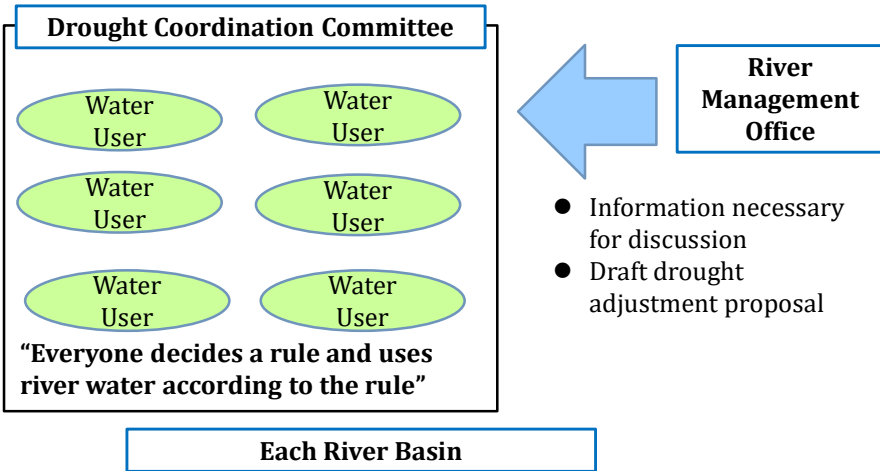 Drought Coordination Committee
Water
User
Water
User
Water
User
Water
User
Water
User
Water
User
“Everyone decides a rule and uses
river water according to the rule”
River
Management
Office
● Information necessary
for discussion
● Draft drought
adjustment proposal
Each River Basin